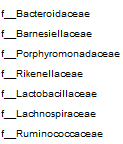 f__Bacteroidaceae
f__Barnesiellaceae
f__Porphyromonadaceae
f__Rikenellaceae
f__Lactobacillaceae
f__Lachnospiraceae
f__Ruminococcaceae